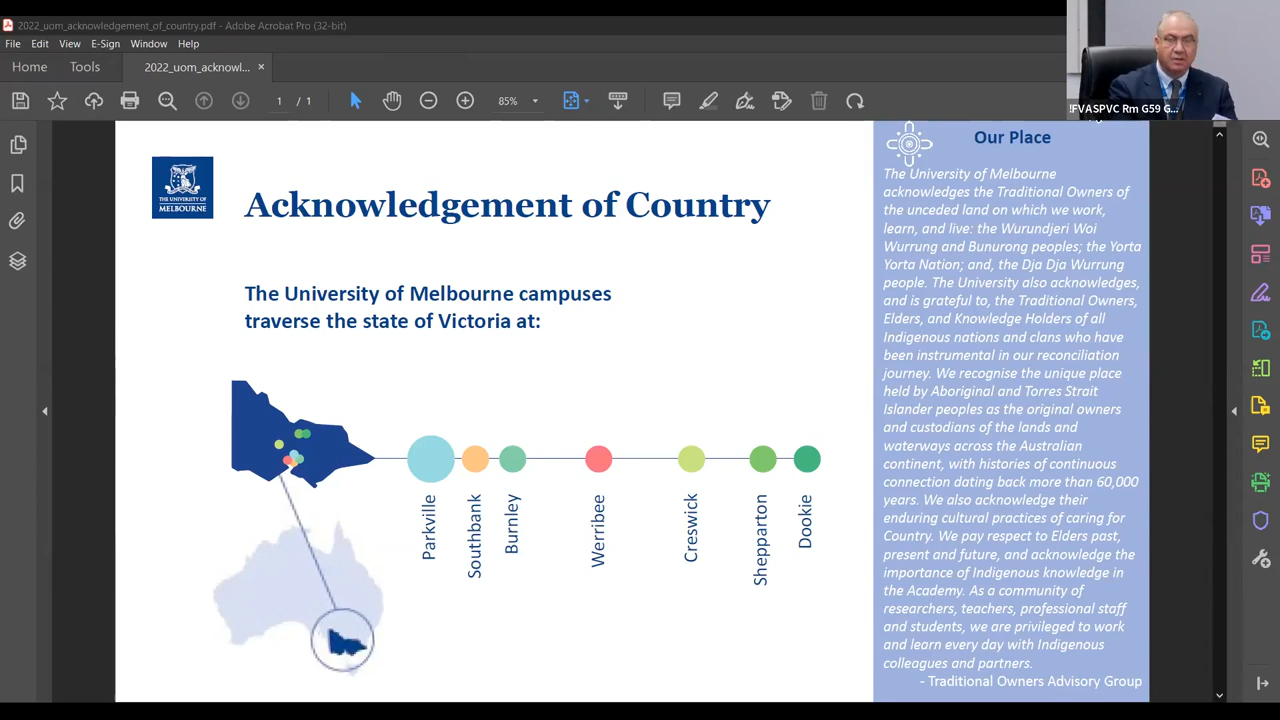 2022_uom_acknowledgement_of_country.pdf - Adobe Acrobat Pro (32-bit)
File Edit View E-Sign Window Help
Home Tools 2022_uom_acknowl... ×
1 / 1 85%
!FVASPVC Rm G59 G...
THE UNIVERSITY OF
MELBOURNE
Acknowledgement of Country
The University of Melbourne campuses
traverse the state of Victoria at:
Parkville
Southbank
Burnley
Werribee
Creswick
Shepparton
Dookie
Our Place
The University of Melbourne
acknowledges the Traditional Owners of
the unceded land on which we work,
learn, and live: the Wurundjeri Woi
Wurrung and Bunurong peoples; the Yorta
Yorta Nation; and, the Dja Dja Wurrung
people. The University also acknowledges,
and is grateful to, the Traditional Owners,
Elders, and Knowledge Holders of all
Indigenous nations and clans who have
been instrumental in our reconciliation
journey. We recognise the unique place
held by Aboriginal and Torres Strait
Islander peoples as the original owners
and custodians of the lands and
waterways across the Australian
continent, with histories of continuous
connection dating back more than 60,000
years. We also acknowledge their
enduring cultural practices of caring for
Country. We pay respect to Elders past,
present and future, and acknowledge the
importance of Indigenous knowledge in
the Academy. As a community of
researchers, teachers, professional staff
and students, we are privileged to work
and learn every day with Indigenous
colleagues and partners.
- Traditional Owners Advisory Group